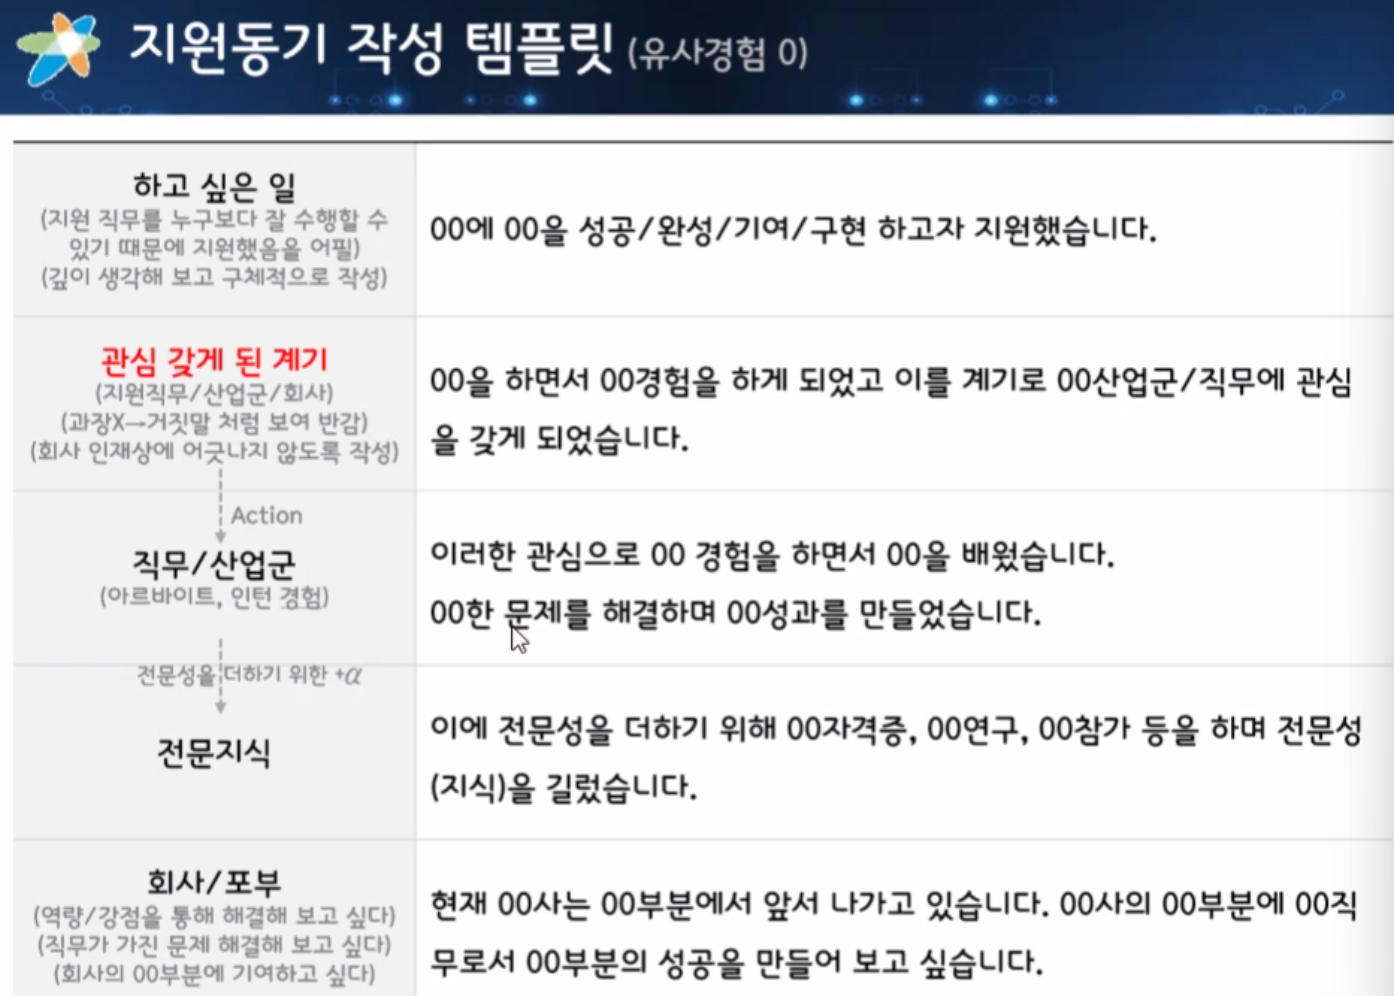 지원동기 작성 템플릿 (유사경험 0)
하고 싶은 일
(지원 직무를 누구보다 잘 수행할 수
있기 때문에 지원했음을 어필)
(깊이 생각해 보고 구체적으로 작성)
00에 00을 성공/완성/기여/구현 하고자 지원했습니다.
관심 갖게 된 계기
(지원직무/산업군/회사)
(과장X→거짓말 처럼 보여 반감)
(회사 인재상에 어긋나지 않도록 작성)
00을 하면서 00경험을 하게 되었고 이를 계기로 00산업군/직무에 관심
을 갖게 되었습니다.
Action
직무/산업군
(아르바이트, 인턴 경험)
이러한 관심으로 00 경험을 하면서 00을 배웠습니다.
00한 문제를 해결하며 00성과를 만들었습니다.
전문성을 더하기 위한 +α
전문지식
이에 전문성을 더하기 위해 00자격증, 00연구, 00참가 등을 하며 전문성
(지식)을 길렀습니다.
회사/포부
(역량/강점을 통해 해결해 보고 싶다)
(직무가 가진 문제 해결해 보고 싶다)
(회사의 00부분에 기여하고 싶다)
현재 00사는 00부분에서 앞서 나가고 있습니다. 00사의 00부분에 00직
무로서 00부분의 성공을 만들어 보고 싶습니다.